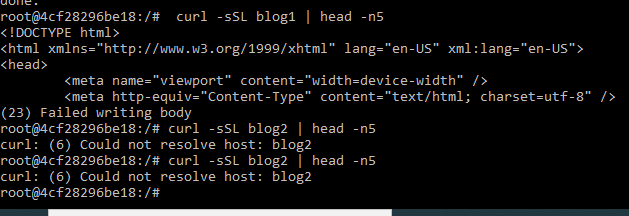 done.
root@4cf28296be18:/#  curl -sSL blog1 | head -n5
<!DOCTYPE html>
<html xmlns="http://www.w3.org/1999/xhtml" lang="en-US" xml:lang="en-US">
<head>
        <meta name="viewport" content="width=device-width" />
        <meta http-equiv="Content-Type" content="text/html; charset=utf-8" />
(23) Failed writing body
root@4cf28296be18:/# curl -sSL blog2 | head -n5
curl: (6) Could not resolve host: blog2
root@4cf28296be18:/# curl -sSL blog2 | head -n5
curl: (6) Could not resolve host: blog2
root@4cf28296be18:/#